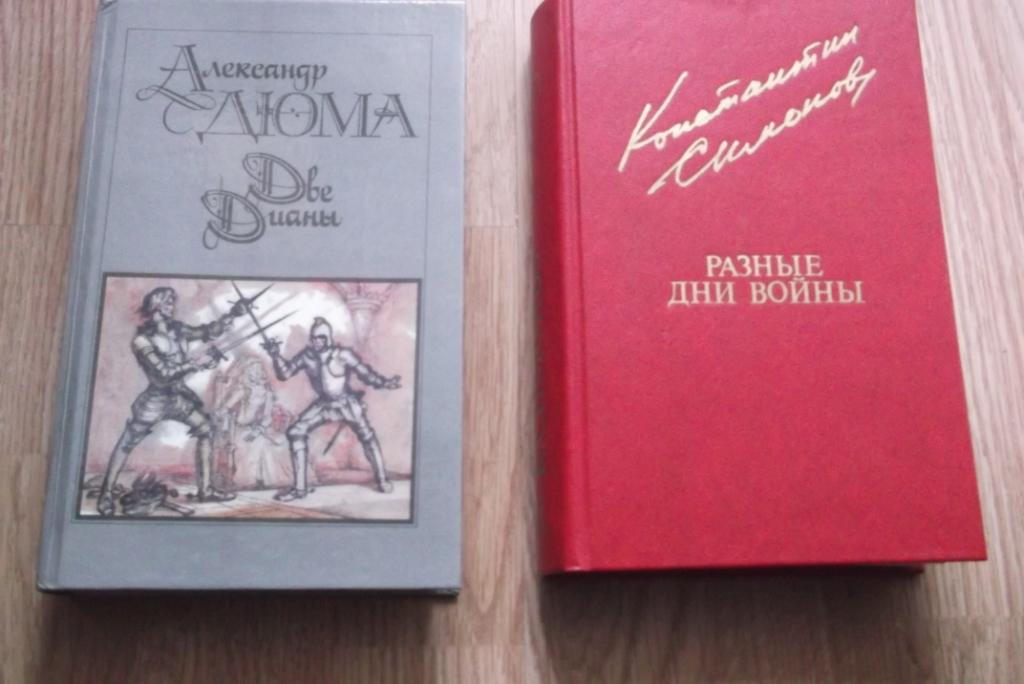 Александр
ДЮМА
Две
Дианы
Константин
Симонов
РАЗНЫЕ
ДНИ ВОЙНЫ